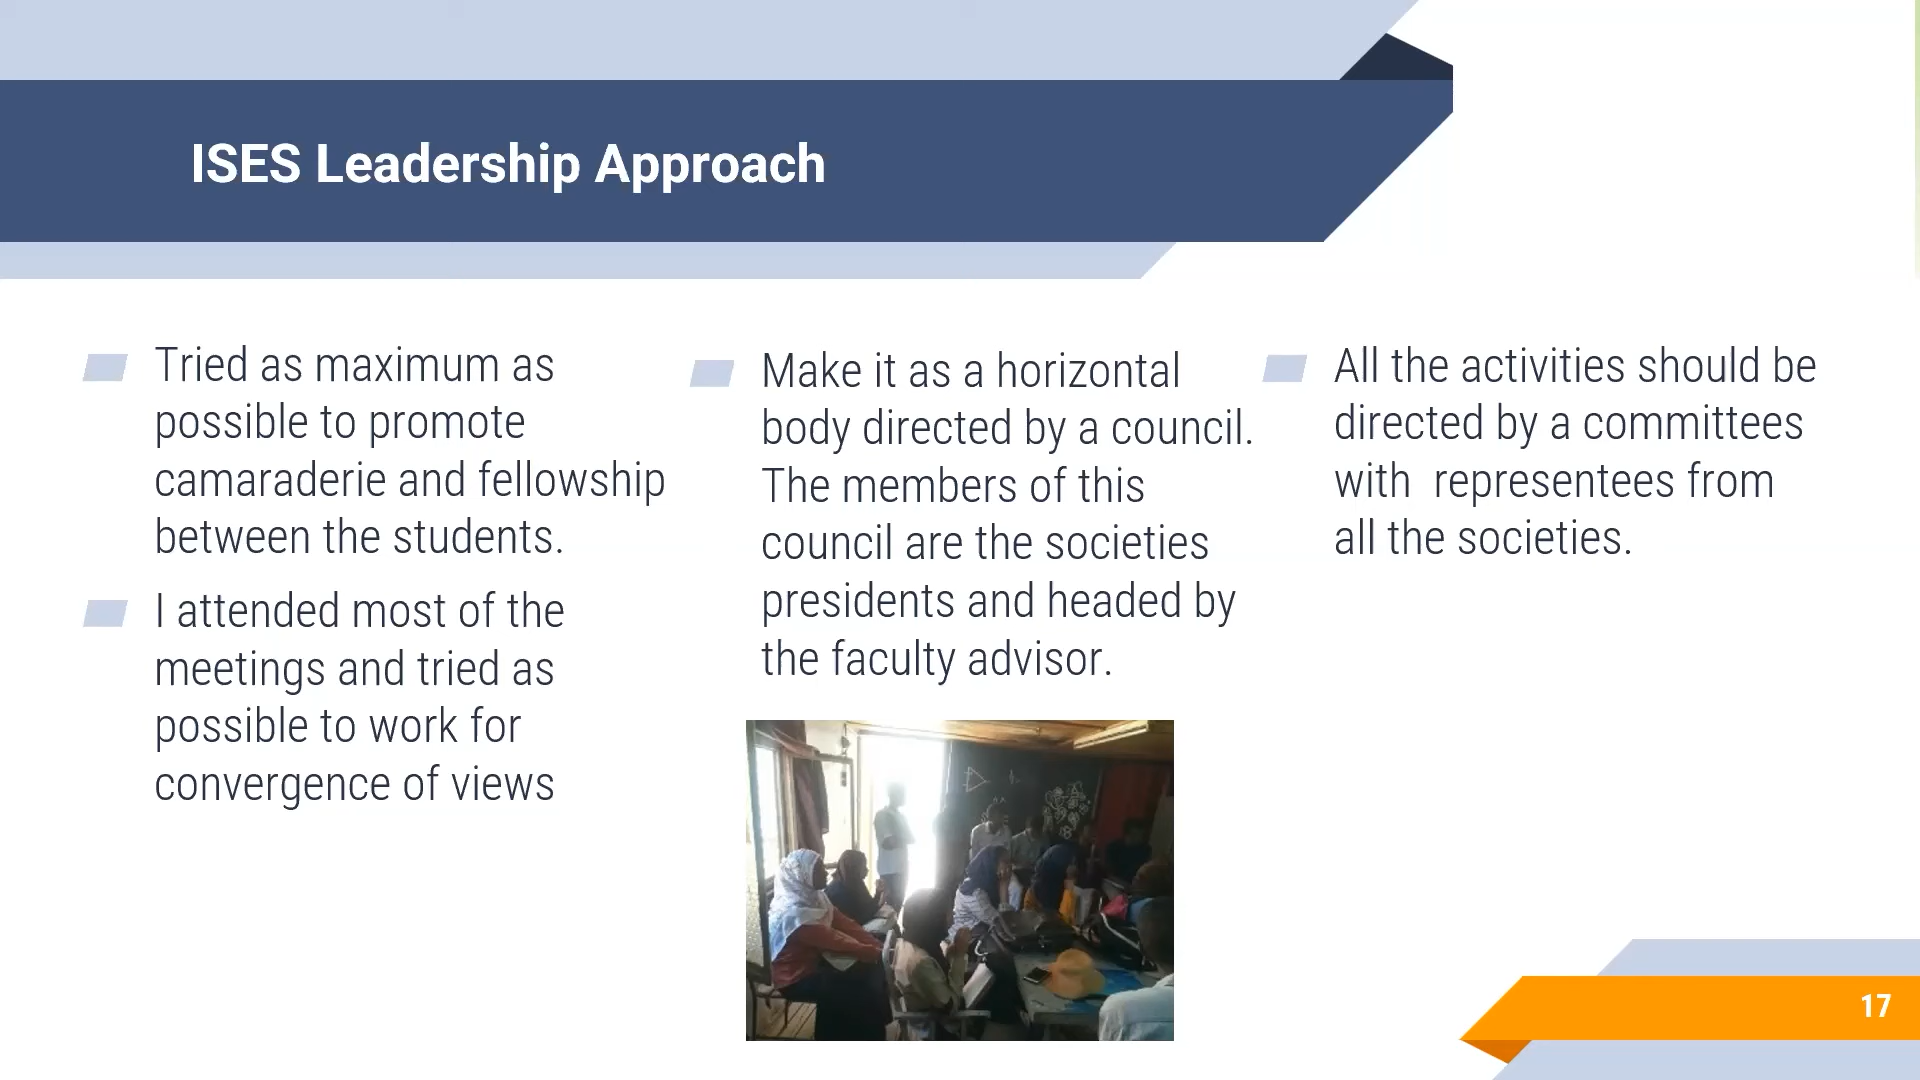 ISES Leadership Approach
Tried as maximum as
possible to promote
camaraderie and fellowship
between the students.
I attended most of the
meetings and tried as
possible to work for
convergence of views
Make it as a horizontal
body directed by a council.
The members of this
council are the societies
presidents and headed by
the faculty advisor.
All the activities should be
directed by a committees
with  representees from
all the societies.
17